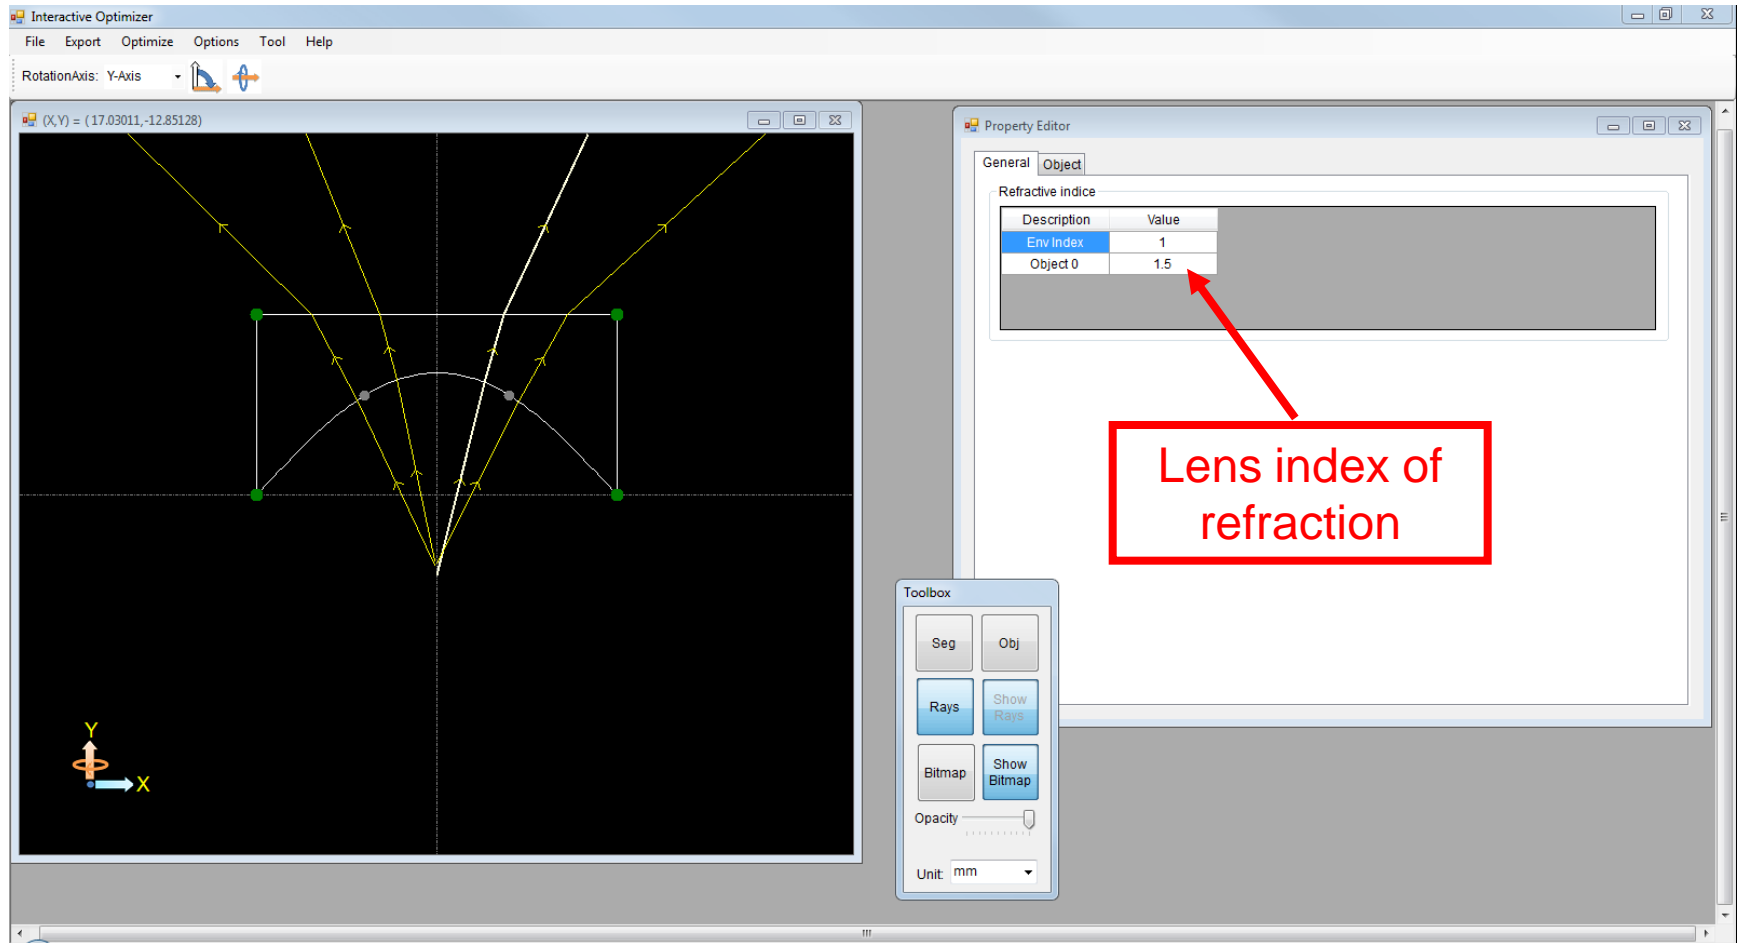 Interactive Optimizer
File Export Optimize Options Tool Help
RotationAxis: Y-Axis
(X,Y) = ( 17.03011,-12.85128)
Property Editor
General Object
Refractive indice
Description Value
Env Index 1
Object 0 1.5
Lens index of
refraction
Toolbox
Seg Obj
Rays Show
Rays
Bitmap Show
Bitmap
Opacity
Unit: mm
Y
X